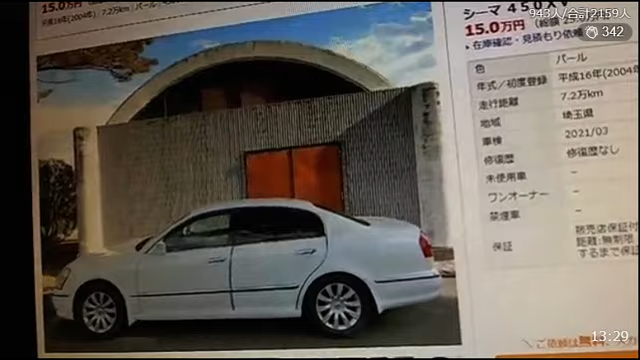 15.0万円
平成16年(2004年) | 7.2万km | パール
943人/合計2159人
342
シーマ 450XV
15.0万円 (総額
在庫確認・見積もり依頼
色 パール
年式/初度登録 平成16年(2004年
走行距離 7.2万km
地域 埼玉県
車検 2021/03
修復歴 修復歴なし
未使用車 −
ワンオーナー −
禁煙車 −
保証 販売店保証付
距離:無制限
するまで保証
ご依頼は無料
13:29